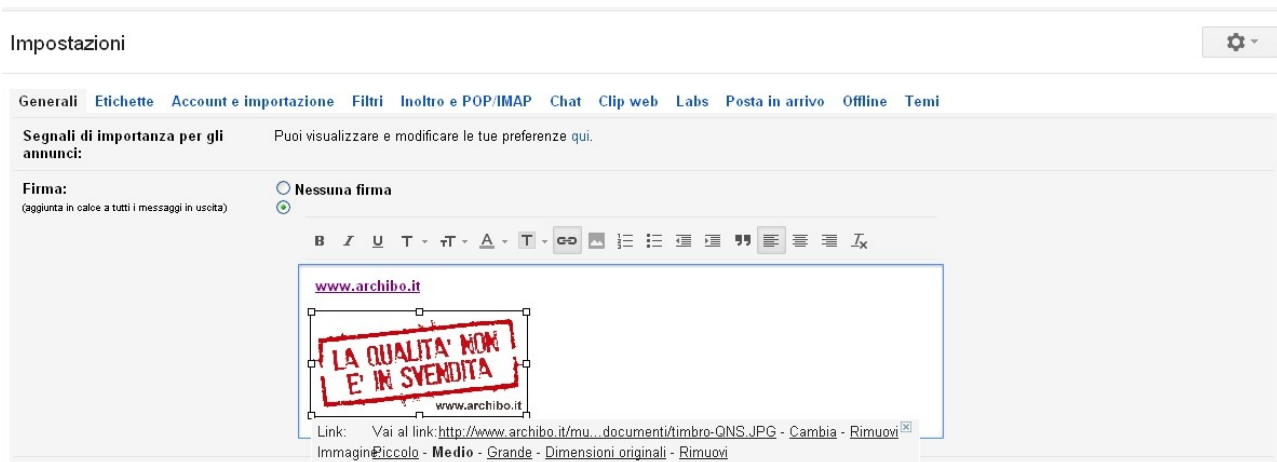 Impostazioni
Generali Etichette Account e importazione Filtri Inoltro e POP/IMAP Chat Clip web Labs Posta in arrivo Offline Temi
Segnali di importanza per gli annunci:
Puoi visualizzare e modificare le tue preferenze qui.
Firma:
(aggiunta in calce a tutti i messaggi in uscita)
Nessuna firma
B I U T тT A T
www.archibo.it
LA QUALITA' NON
E' IN SVENDITA
www.archibo.it
Link: Vai al link:http://www.archibo.it/mu...documenti/timbro-QNS.JPG - Cambia - Rimuovi
Immagine Piccolo - Medio - Grande - Dimensioni originali - Rimuovi